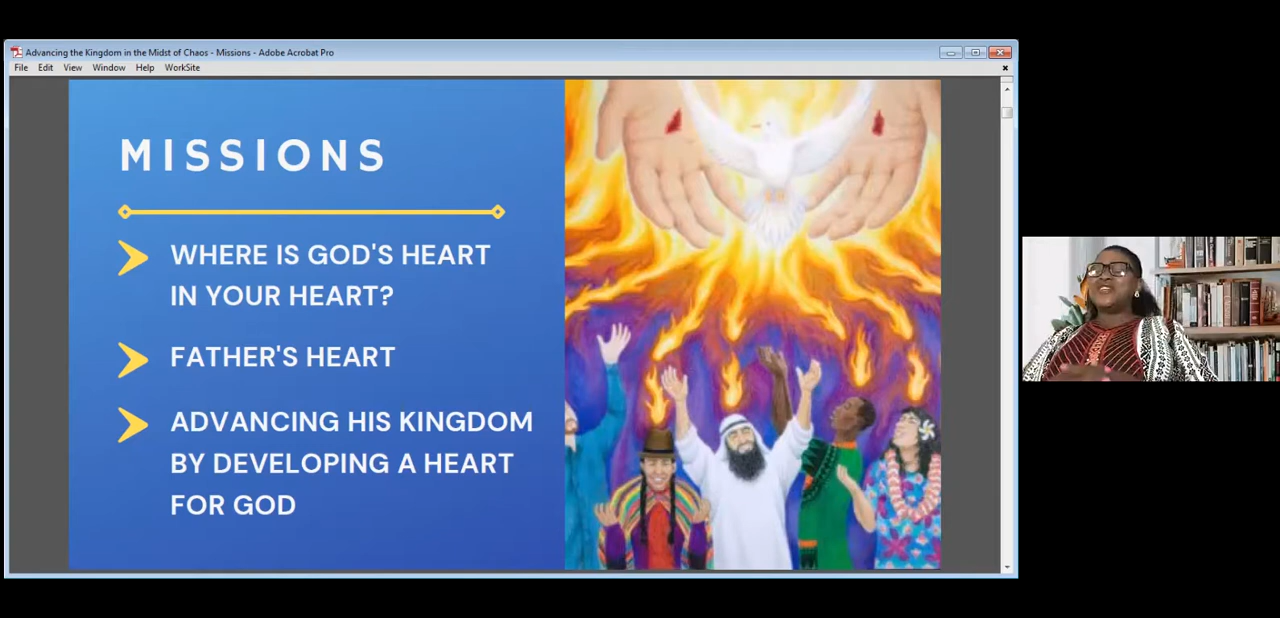 Advancing the Kingdom in the Midst of Chaos - Missions - Adobe Acrobat Pro
File Edit View Window Help WorkSite
MISSIONS
WHERE IS GOD'S HEART
IN YOUR HEART?
FATHER'S HEART
ADVANCING HIS KINGDOM
BY DEVELOPING A HEART
FOR GOD